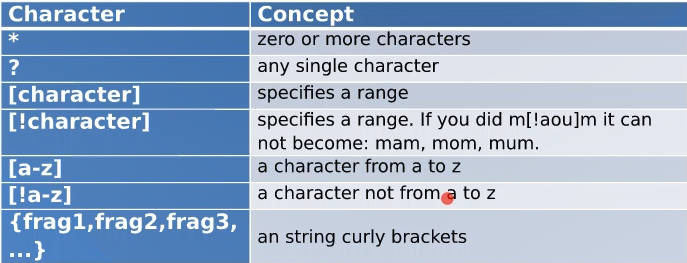 Character Concept
* zero or more characters
? any single character
[character] specifies a range
[!character] specifies a range. If you did m[!aou]m it can
not become: mam, mom, mum.
[a-z] a character from a to z
[!a-z] a character not from a to z
{frag1,frag2,frag3,
...} an string curly brackets